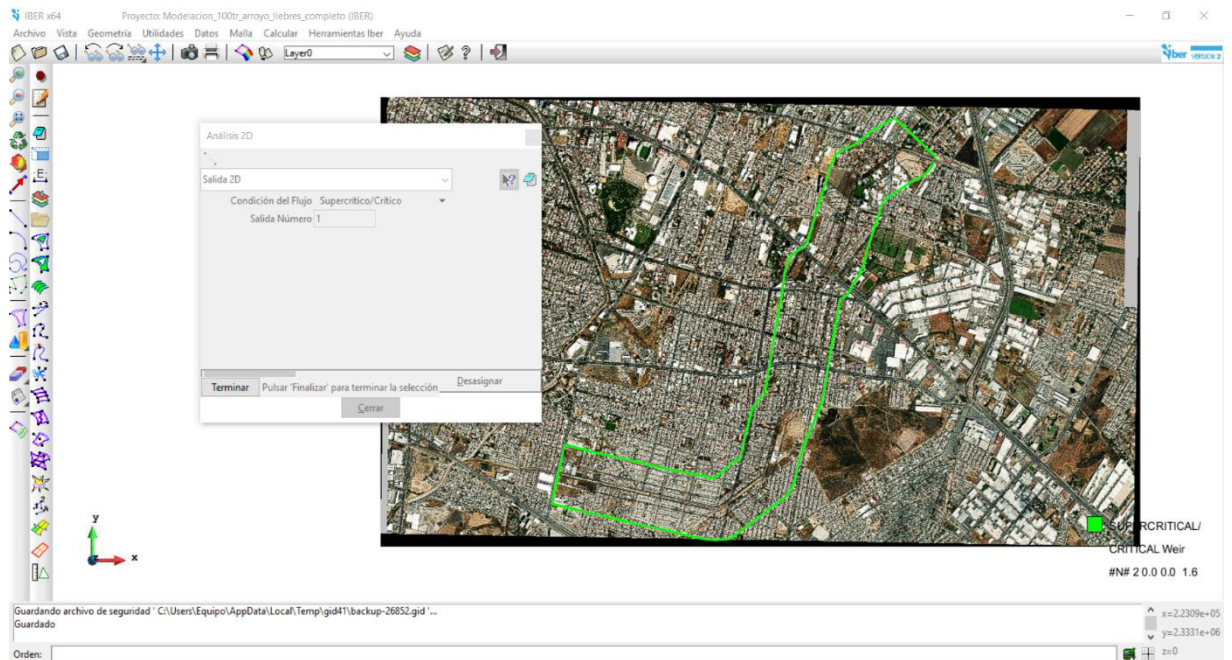 IBER x64 Proyecto: Modelacion_100tr_arroyo_liebres_completo (IBER)
Archivo Vista Geometría Utilidades Datos Malla Calcular Herramientas Iber Ayuda
Layer0
Iber VERSION 2
Análisis 2D
Salida 2D
Condición del Flujo Supercrítico/Crítico
Salida Número 1
Terminar Pulsar 'Finalizar' para terminar la selección Desasignar
Cerrar
y
x
SUPERCRITICAL/
CRITICAL Weir
#N# 2 0.0 0.0 1.6
Guardando archivo de seguridad ' C:\Users\Equipo\AppData\Local\Temp\gid41\backup-26852.gid '...
Guardado
x=2.2309e+05
y=2.3331e+06
z=0
Orden: